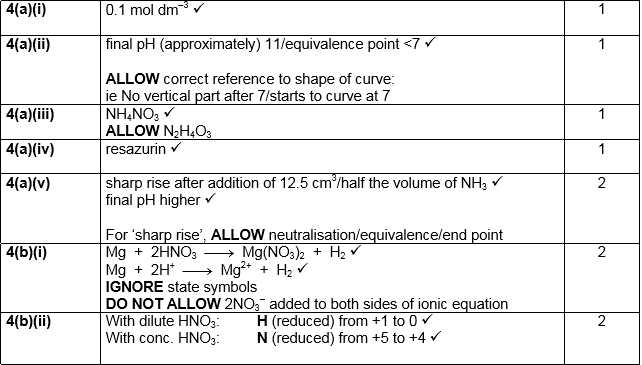 4(a)(i) 0.1 mol dm⁻³ ✓ 1
4(a)(ii) final pH (approximately) 11/equivalence point <7 ✓ 1
ALLOW correct reference to shape of curve:
ie No vertical part after 7/starts to curve at 7
4(a)(iii) NH₄NO₃ ✓ 1
ALLOW N₂H₄O₃
4(a)(iv) resazurin ✓ 1
4(a)(v) sharp rise after addition of 12.5 cm³/half the volume of NH₃ ✓ 2
final pH higher ✓
For ‘sharp rise’, ALLOW neutralisation/equivalence/end point
4(b)(i) Mg + 2HNO₃ ⟶ Mg(NO₃)₂ + H₂ ✓ 2
Mg + 2H⁺ ⟶ Mg²⁺ + H₂ ✓
IGNORE state symbols
DO NOT ALLOW 2NO₃⁻ added to both sides of ionic equation
4(b)(ii) With dilute HNO₃: H (reduced) from +1 to 0 ✓ 2
With conc. HNO₃: N (reduced) from +5 to +4 ✓